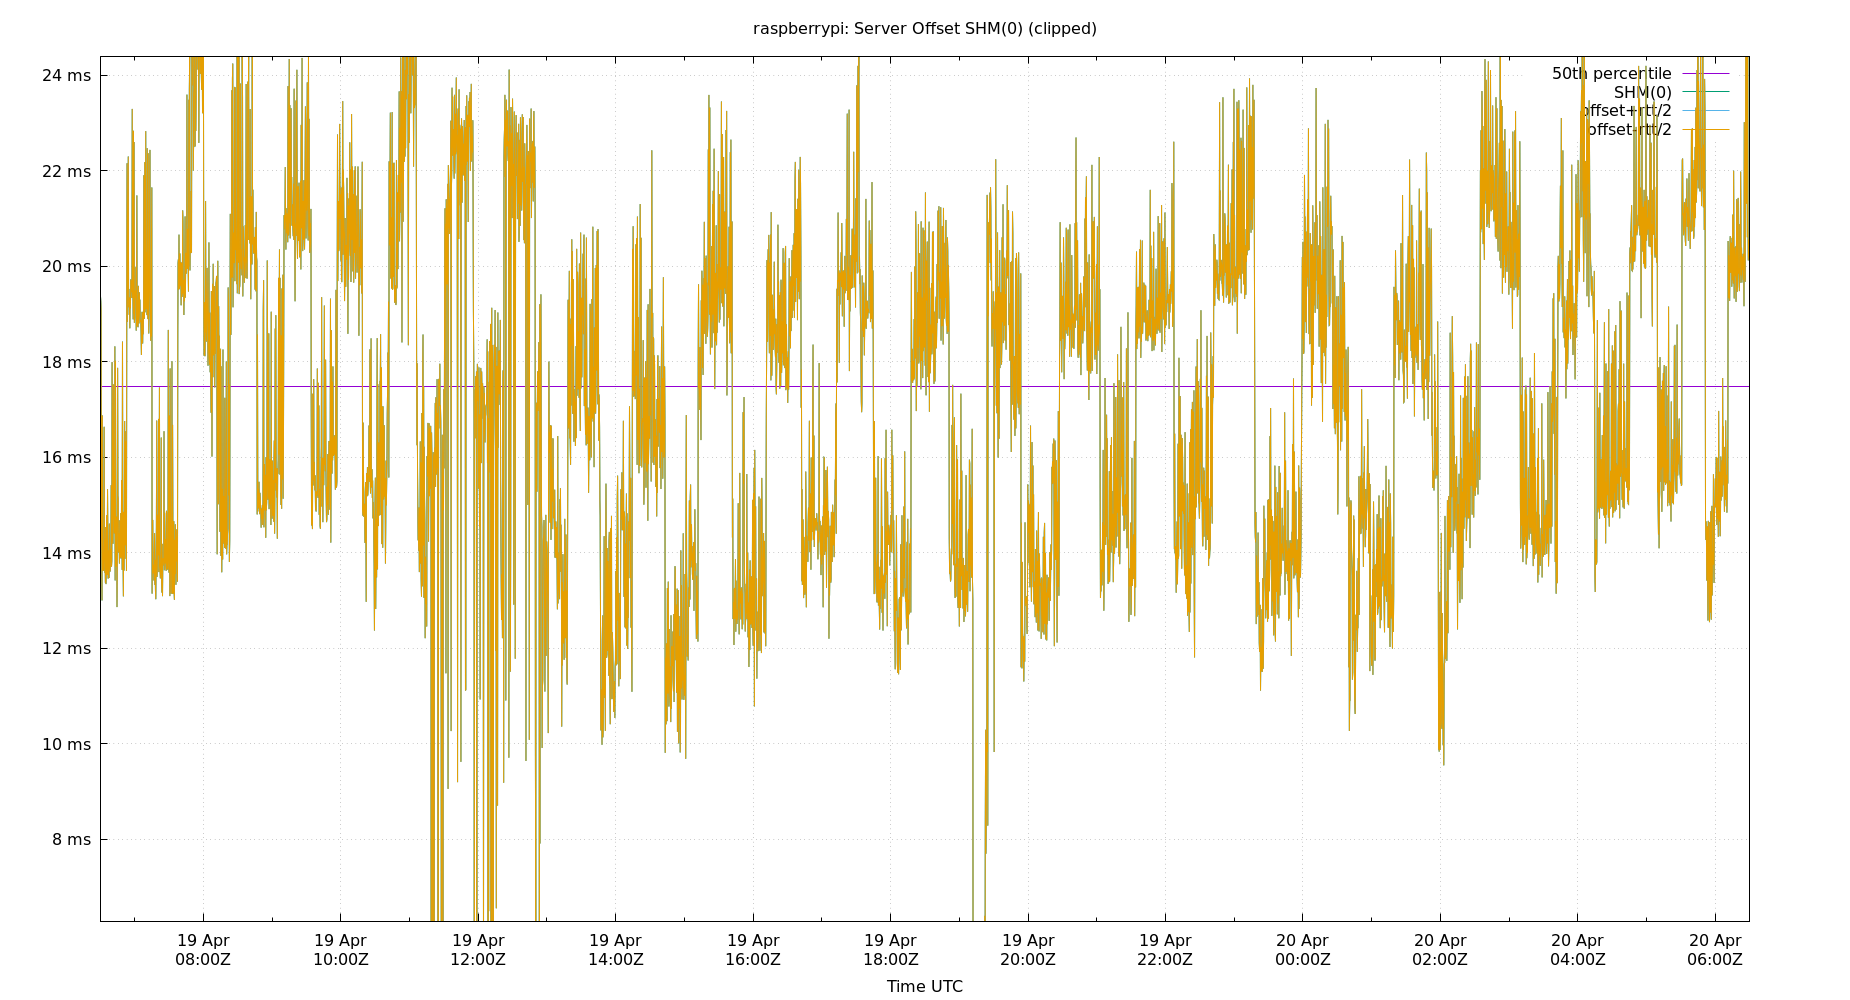 raspberrypi: Server Offset SHM(0) (clipped)
24 ms
22 ms
20 ms
18 ms
16 ms
14 ms
12 ms
10 ms
8 ms
50th percentile
SHM(0)
offset+rtt/2
offset-rtt/2
19 Apr 19 Apr 19 Apr 19 Apr 19 Apr 19 Apr 19 Apr 19 Apr 20 Apr 20 Apr 20 Apr 20 Apr
08:00Z 10:00Z 12:00Z 14:00Z 16:00Z 18:00Z 20:00Z 22:00Z 00:00Z 02:00Z 04:00Z 06:00Z
Time UTC